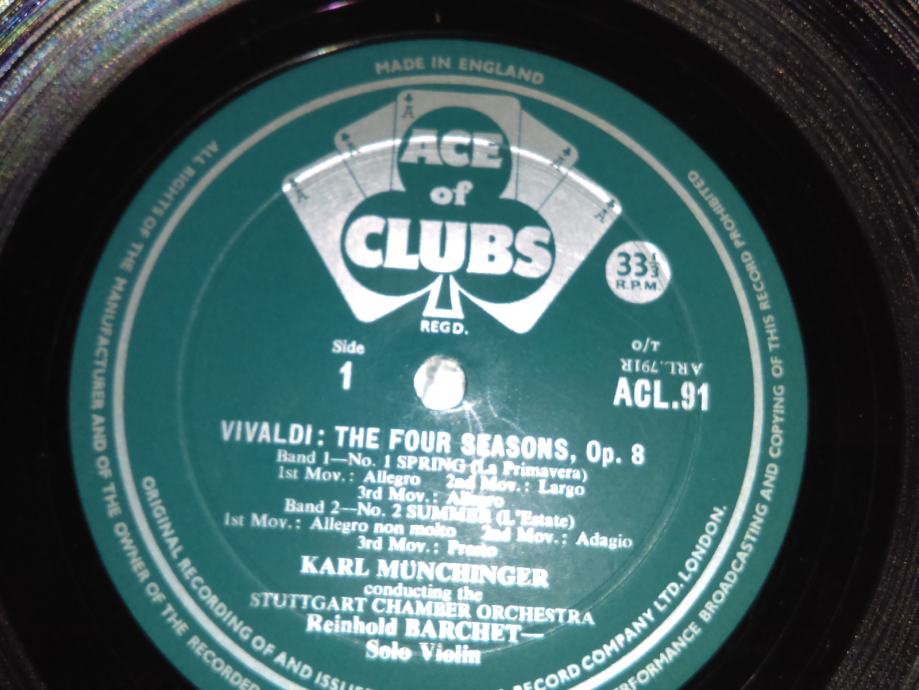 MADE IN ENGLAND
ALL RIGHTS OF THE MANUFACTURER AND OF THE OWNER OF THE RECORDED
PERFORMANCE BROADCASTING AND COPYING OF THIS RECORD PROHIBITED
ORIGINAL RECORDING OF AND ISSUED
RECORD COMPANY LTD. LONDON.
ACE
of
CLUBS
REGD.
33⅓
R.P.M.
Side
1
O/T
ARL.791R
ACL.91
VIVALDI: THE FOUR SEASONS, Op. 8
Band 1—No. 1 SPRING (La Primavera)
1st Mov.: Allegro 2nd Mov.: Largo
3rd Mov.: Allegro
Band 2—No. 2 SUMMER (L'Estate)
1st Mov.: Allegro non molto 2nd Mov.: Adagio
3rd Mov.: Presto
KARL MUNCHINGER
conducting the
STUTTGART CHAMBER ORCHESTRA
Reinhold BARCHET—
Solo Violin